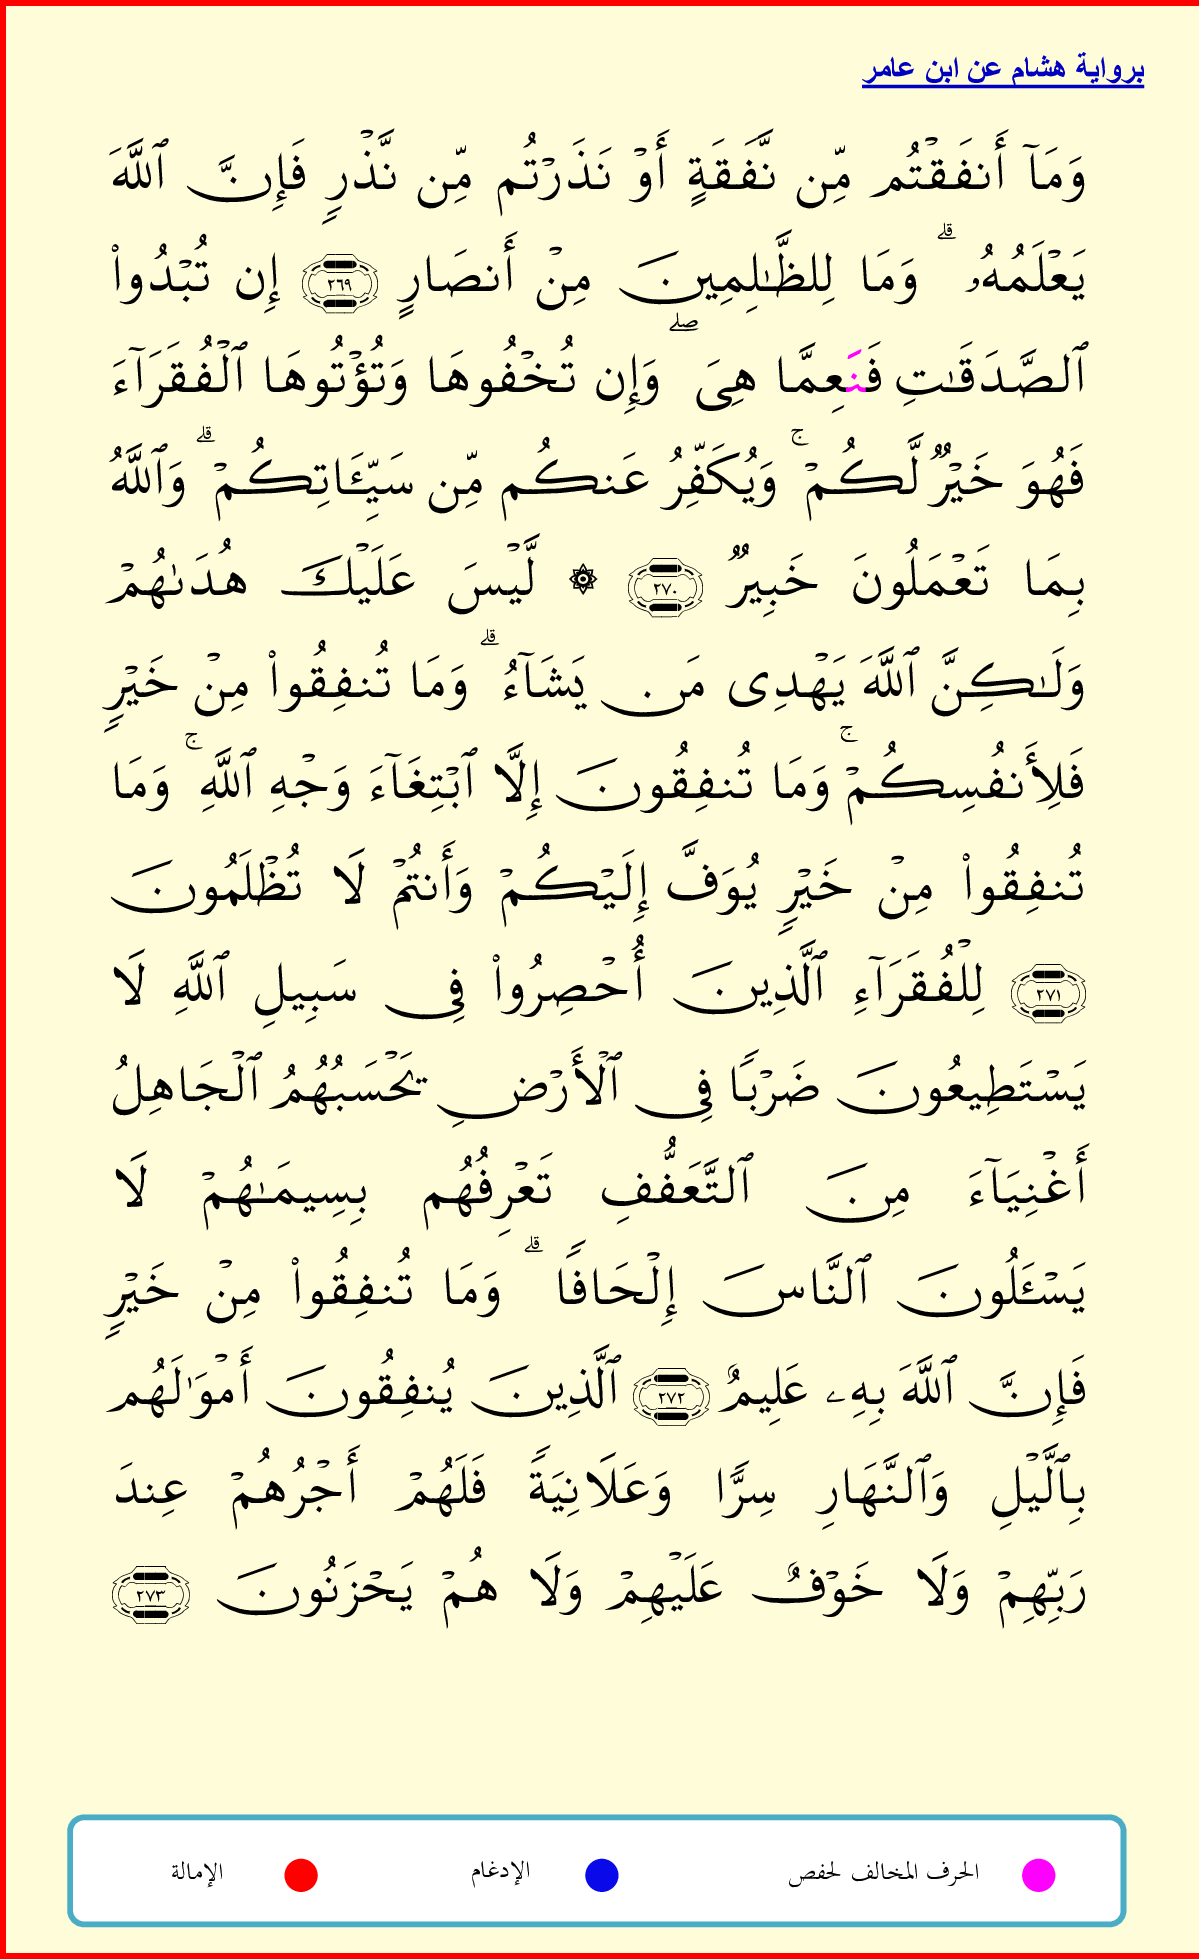 برواية هشام عن ابن عامر
وَمَآ أَنفَقۡتُم مِّن نَّفَقَةٍ أَوۡ نَذَرۡتُم مِّن نَّذۡرٍ فَإِنَّ ٱللَّهَ
يَعۡلَمُهُۥۗ وَمَا لِلظَّٰلِمِينَ مِنۡ أَنصَارٍ ٢٦٩ إِن تُبۡدُواْ
ٱلصَّدَقَٰتِ فَنَعِمَّا هِيَۖ وَإِن تُخۡفُوهَا وَتُؤۡتُوهَا ٱلۡفُقَرَآءَ
فَهُوَ خَيۡرٌ لَّكُمۡۚ وَيُكَفِّرُ عَنكُم مِّن سَيِّـَٔاتِكُمۡۗ وَٱللَّهُ
بِمَا تَعۡمَلُونَ خَبِيرٌ ٢٧٠ ۞ لَّيۡسَ عَلَيۡكَ هُدَىٰهُمۡ
وَلَٰكِنَّ ٱللَّهَ يَهۡدِي مَن يَشَآءُۗ وَمَا تُنفِقُواْ مِنۡ خَيۡرٍ
فَلِأَنفُسِكُمۡۚ وَمَا تُنفِقُونَ إِلَّا ٱبۡتِغَآءَ وَجۡهِ ٱللَّهِۚ وَمَا
تُنفِقُواْ مِنۡ خَيۡرٍ يُوَفَّ إِلَيۡكُمۡ وَأَنتُمۡ لَا تُظۡلَمُونَ
٢٧١ لِلۡفُقَرَآءِ ٱلَّذِينَ أُحۡصِرُواْ فِي سَبِيلِ ٱللَّهِ لَا
يَسۡتَطِيعُونَ ضَرۡبًا فِي ٱلۡأَرۡضِ يَحۡسَبُهُمُ ٱلۡجَاهِلُ
أَغۡنِيَآءَ مِنَ ٱلتَّعَفُّفِ تَعۡرِفُهُم بِسِيمَٰهُمۡ لَا
يَسۡـَٔلُونَ ٱلنَّاسَ إِلۡحَافًاۗ وَمَا تُنفِقُواْ مِنۡ خَيۡرٍ
فَإِنَّ ٱللَّهَ بِهِۦ عَلِيمٌ ٢٧٢ ٱلَّذِينَ يُنفِقُونَ أَمۡوَٰلَهُم
بِٱلَّيۡلِ وَٱلنَّهَارِ سِرًّا وَعَلَانِيَةً فَلَهُمۡ أَجۡرُهُمۡ عِندَ
رَبِّهِمۡ وَلَا خَوۡفٌ عَلَيۡهِمۡ وَلَا هُمۡ يَحۡزَنُونَ ٢٧٣
الحرف المخالف لحفص الإدغام الإمالة